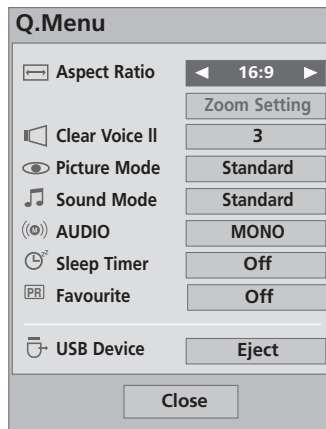 Q.Menu
Aspect Ratio ◄ 16:9 ►
Zoom Setting
Clear Voice ll 3
Picture Mode Standard
Sound Mode Standard
AUDIO MONO
Sleep Timer Off
PR Favourite Off
USB Device Eject
Close